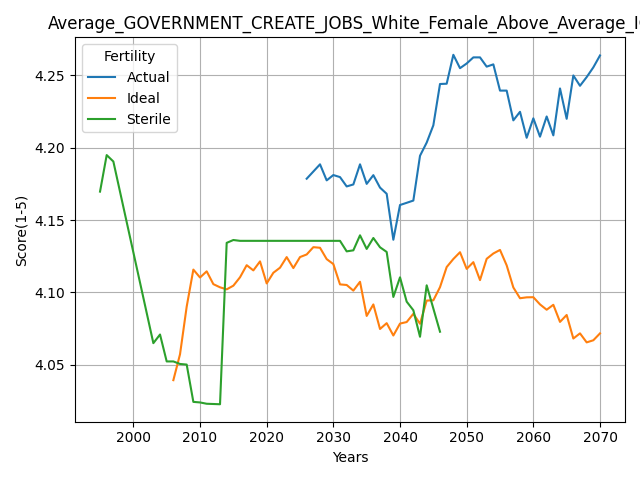 Average_GOVERNMENT_CREATE_JOBS_White_Female_Above_Average_I
Fertility
Actual
Ideal
Sterile
Score(1-5)
4.25
4.20
4.15
4.10
4.05
2000 2010 2020 2030 2040 2050 2060 2070
Years